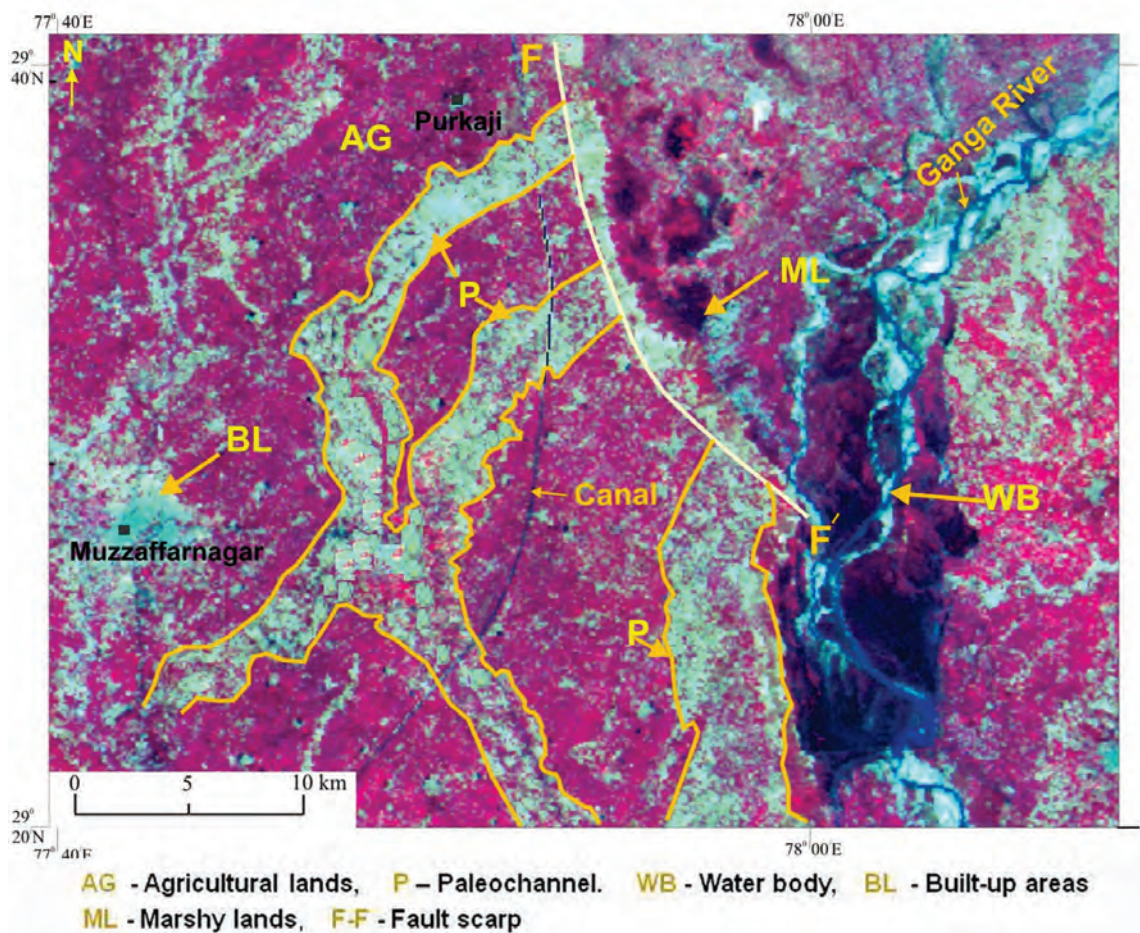 77° 40'E 78° 00'E
29° 40'N
N
F
Purkaji
AG
Ganga River
P
ML
BL
Canal
WB
Muzzaffarnagar
F'
P
0 5 10 km
29° 20'N
77° 40'E 78° 00'E
AG - Agricultural lands, P – Paleochannel. WB - Water body, BL - Built-up areas
ML - Marshy lands, F-F - Fault scarp